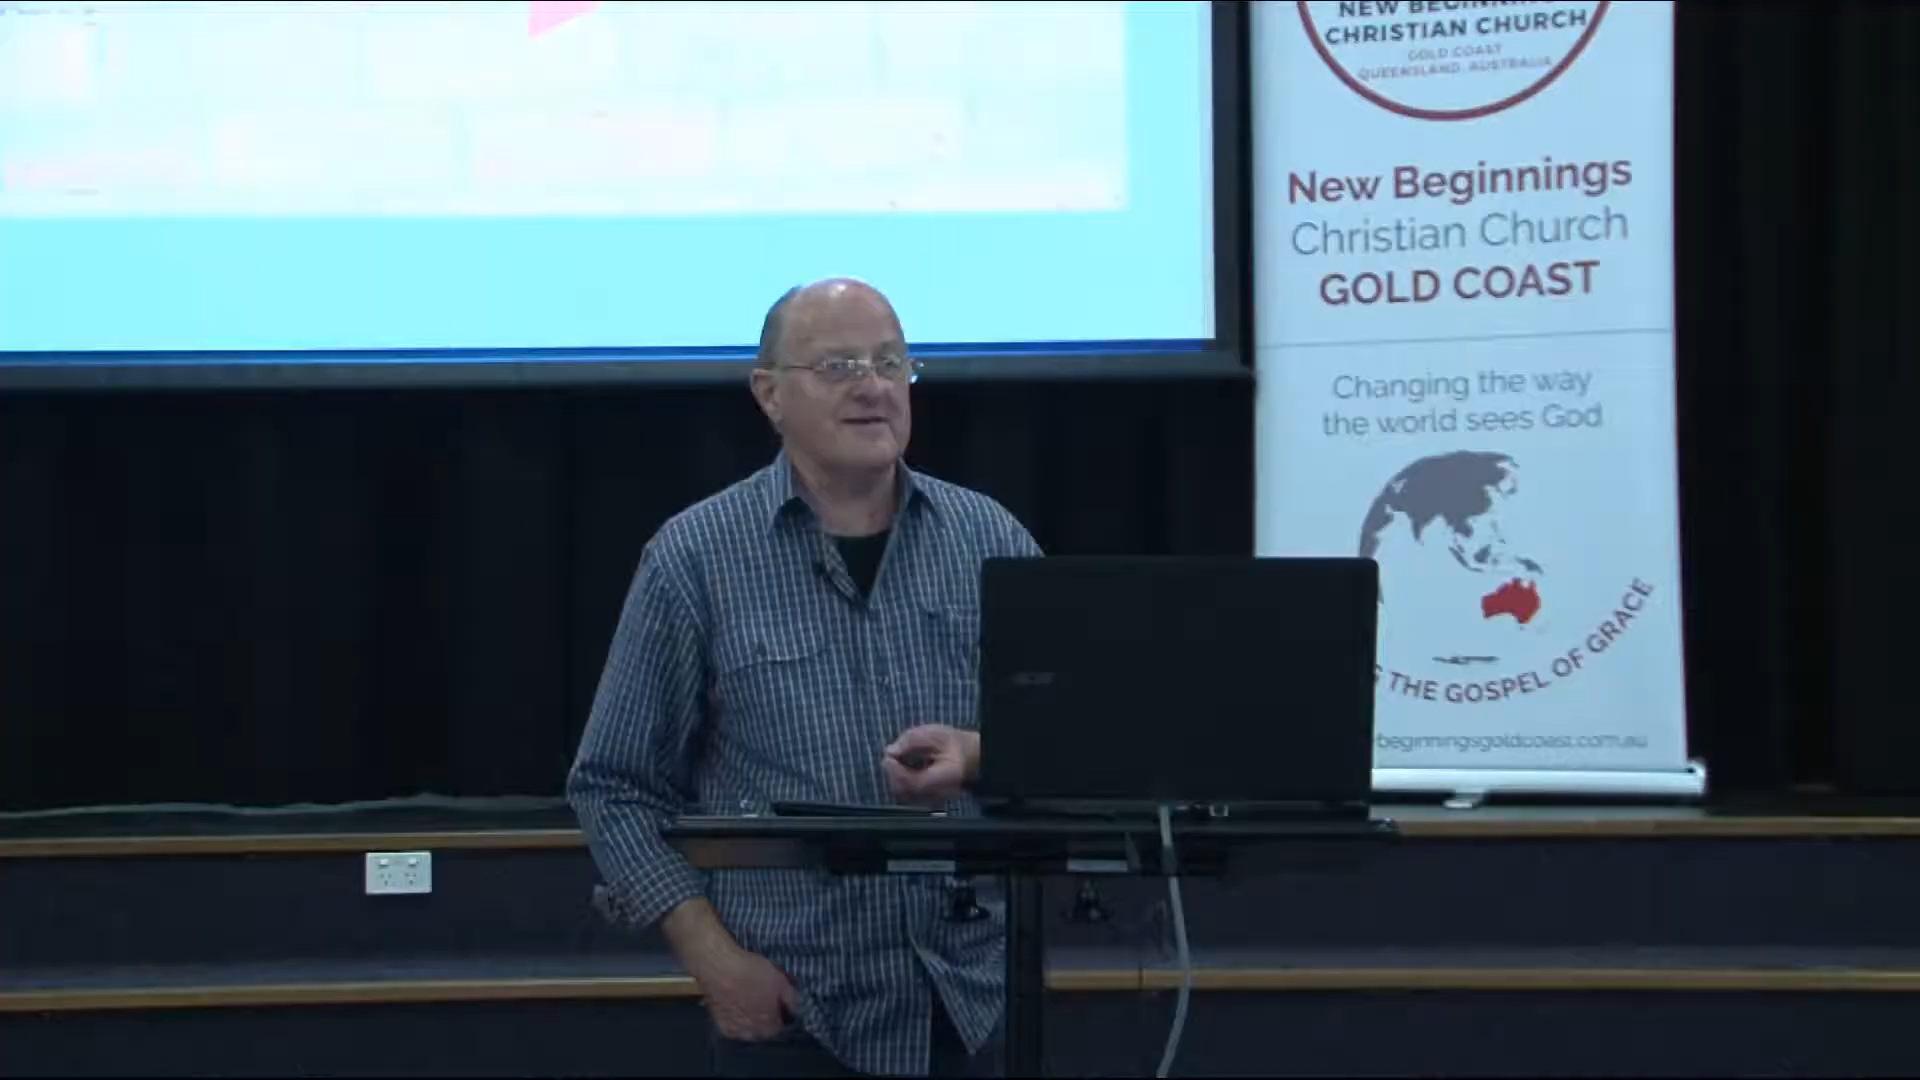 NEW BEGINNING
CHRISTIAN CHURCH
GOLD COAST
QUEENSLAND, AUSTRALIA
New Beginnings
Christian Church
GOLD COAST
Changing the way
the world sees God
THE GOSPEL OF GRACE
beginningsgoldcoast.com.au
acer